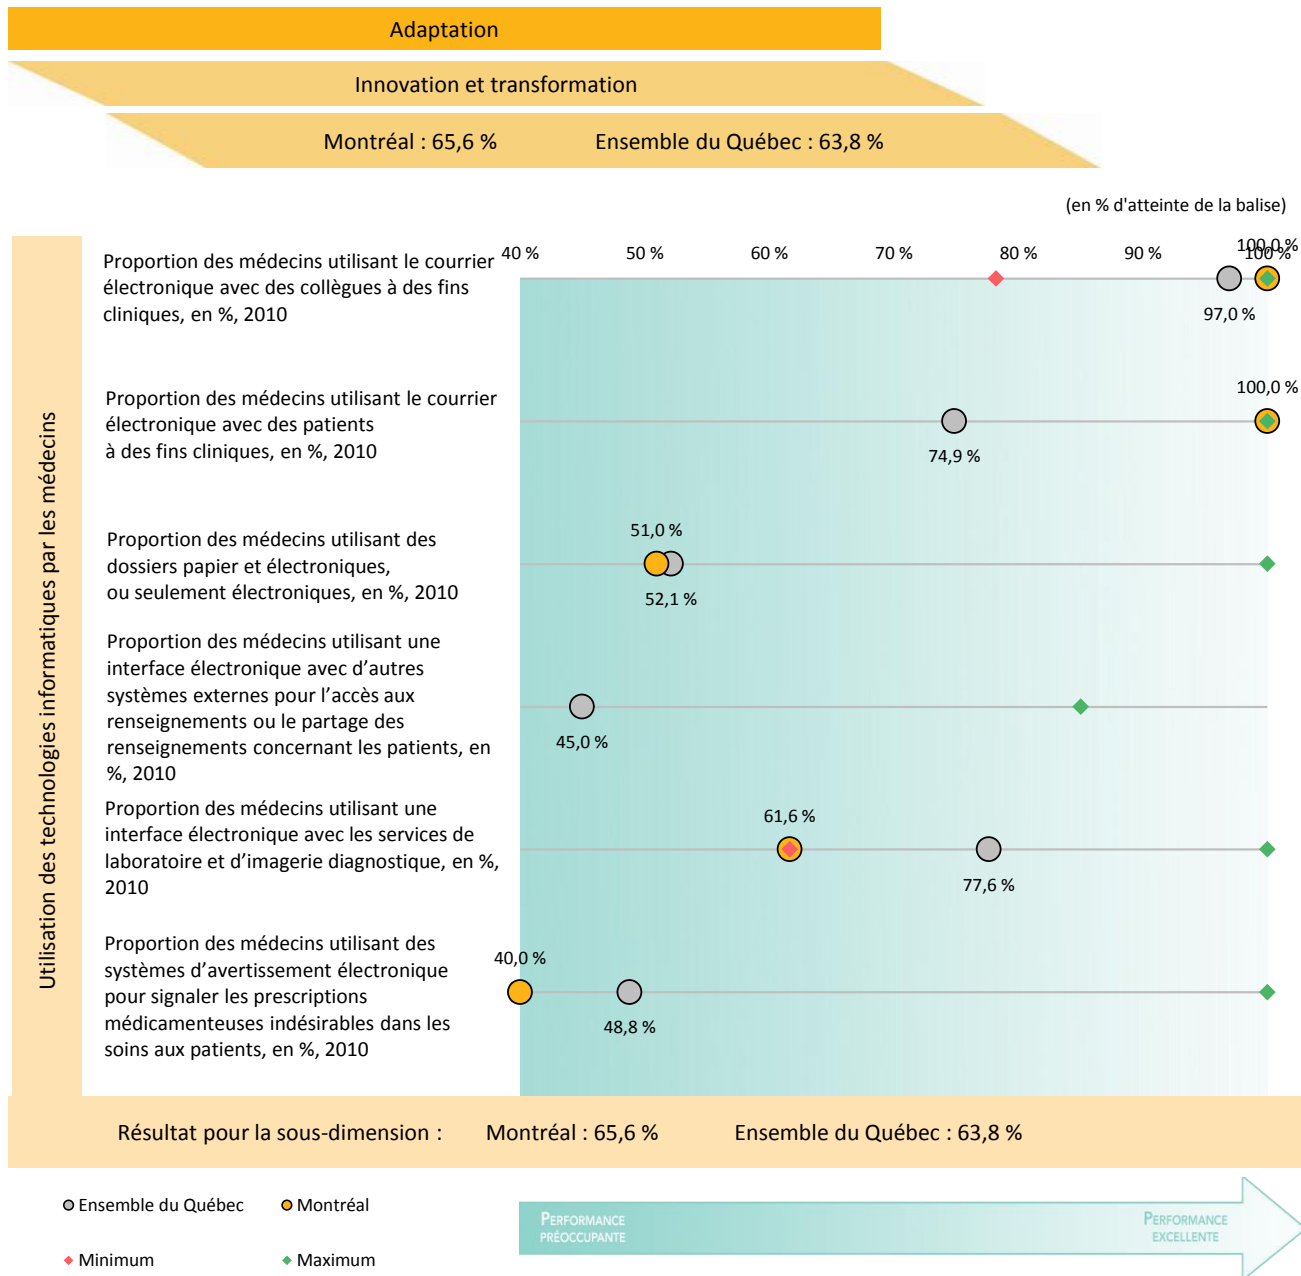 Adaptation
Innovation et transformation
Montréal : 65,6 % Ensemble du Québec : 63,8 %
(en % d'atteinte de la balise)
40 % 50 % 60 % 70 % 80 % 90 % 100 %
Utilisation des technologies informatiques par les médecins
Proportion des médecins utilisant le courrier
électronique avec des collègues à des fins
cliniques, en %, 2010
100,0 %
97,0 %
Proportion des médecins utilisant le courrier
électronique avec des patients
à des fins cliniques, en %, 2010
100,0 %
74,9 %
Proportion des médecins utilisant des
dossiers papier et électroniques,
ou seulement électroniques, en %, 2010
51,0 %
52,1 %
Proportion des médecins utilisant une
interface électronique avec d’autres
systèmes externes pour l’accès aux
renseignements ou le partage des
renseignements concernant les patients, en
%, 2010
45,0 %
Proportion des médecins utilisant une
interface électronique avec les services de
laboratoire et d’imagerie diagnostique, en %,
2010
61,6 %
77,6 %
Proportion des médecins utilisant des
systèmes d’avertissement électronique
pour signaler les prescriptions
médicamenteuses indésirables dans les
soins aux patients, en %, 2010
40,0 %
48,8 %
Résultat pour la sous-dimension : Montréal : 65,6 % Ensemble du Québec : 63,8 %
Ensemble du Québec Montréal
Minimum Maximum
PERFORMANCE
PRÉOCCUPANTE
PERFORMANCE
EXCELLENTE